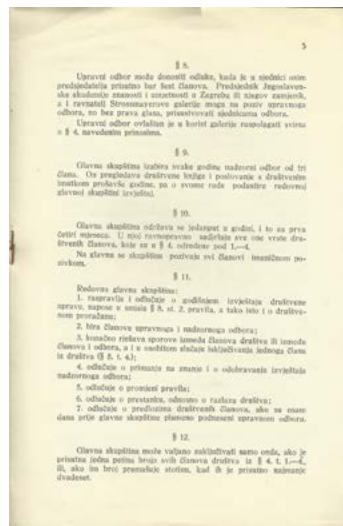 5
§ 8.
Upravni odbor može donositi odluke, kada je u sjednici osim
predsjedatelja prisutno bar šest članova. Predsjednik Jugoslaven-
ske akademije znanosti i umjetnosti u Zagrebu ili njegov zamjenik,
a i ravnatelj Strossmayerove galerije mogu na poziv upravnoga
odbora, no bez prava glasa, prisustvovati sjednicama odbora.
Upravni odbor ovlašten je u korist galerije raspolagati svima
u § 4. navedenim prinosima.
§ 9.
Glavna skupština izabira svake godine nadzorni odbor od tri
člana. On pregledava društvene knjige i poslovanje s društvenim
imetkom prošavše godine, pa o svome radu podastire redovnoj
glavnoj skupštini izvještaj.
§ 10.
Glavna skupština održava se jedanput u godini, i to za prva
četiri mjeseca. U njoj ravnopravno sudjeluju sve one vrste dru-
štvenih članova, koje su u § 4. određene pod 1.—4.
Na glavne se skupštine pozivaju svi članovi imeničnom po-
zivkom.
§ 11.
Redovna glavna skupština:
1. raspravlja i odlučuje o godišnjem izvještaju društvene
uprave, napose u smislu § 8. st. 2. pravila, a tako isto i o društve-
nom proračunu;
2. bira članove upravnoga i nadzornoga odbora;
3. konačno rješava sporove između članova društva ili između
članova i odbora, a i u osobitom slučaju isključivanja jednoga člana
iz društva (§ 5. t. 4.);
4. odlučuje o primanju na znanje i o odobravanju izvještaja
nadzornoga odbora;
5. odlučuje o promjeni pravila;
6. odlučuje o prestanku, odnosno o razlazu društva;
7. odlučuje o predlozima društvenih članova, ako su osam
dana prije glavne skupštine pismeno podneseni upravnom odboru.
§ 12.
Glavna skupština može valjano zaključivati samo onda, ako je
prisutna jedna petina broja svih članova društva iz § 4. t. 1.—4.,
ili, ako im broj premašuje stotinu, kad ih je prisutno najmanje
dvadeset.